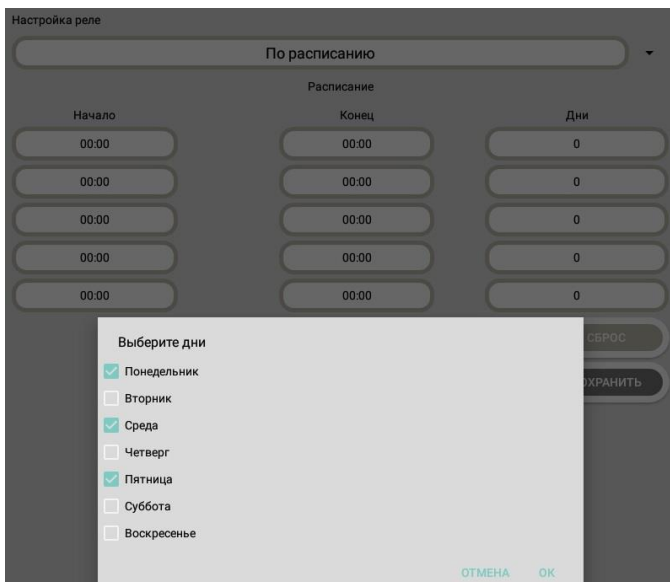 Настройка реле
По расписанию
Расписание
Начало Конец Дни
00:00 00:00 0
00:00 00:00 0
00:00 00:00 0
00:00 00:00 0
00:00 00:00 0
СБРОС
ОХРАНИТЬ
Выберите дни
Понедельник
Вторник
Среда
Четверг
Пятница
Суббота
Воскресенье
ОТМЕНА ОК